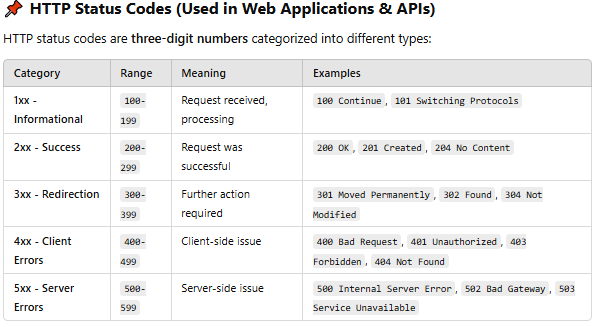 📌 HTTP Status Codes (Used in Web Applications & APIs)
HTTP status codes are three-digit numbers categorized into different types:
Category Range Meaning Examples
1xx - Informational 100-199 Request received, processing 100 Continue, 101 Switching Protocols
2xx - Success 200-299 Request was successful 200 OK, 201 Created, 204 No Content
3xx - Redirection 300-399 Further action required 301 Moved Permanently, 302 Found, 304 Not Modified
4xx - Client Errors 400-499 Client-side issue 400 Bad Request, 401 Unauthorized, 403 Forbidden, 404 Not Found
5xx - Server Errors 500-599 Server-side issue 500 Internal Server Error, 502 Bad Gateway, 503 Service Unavailable